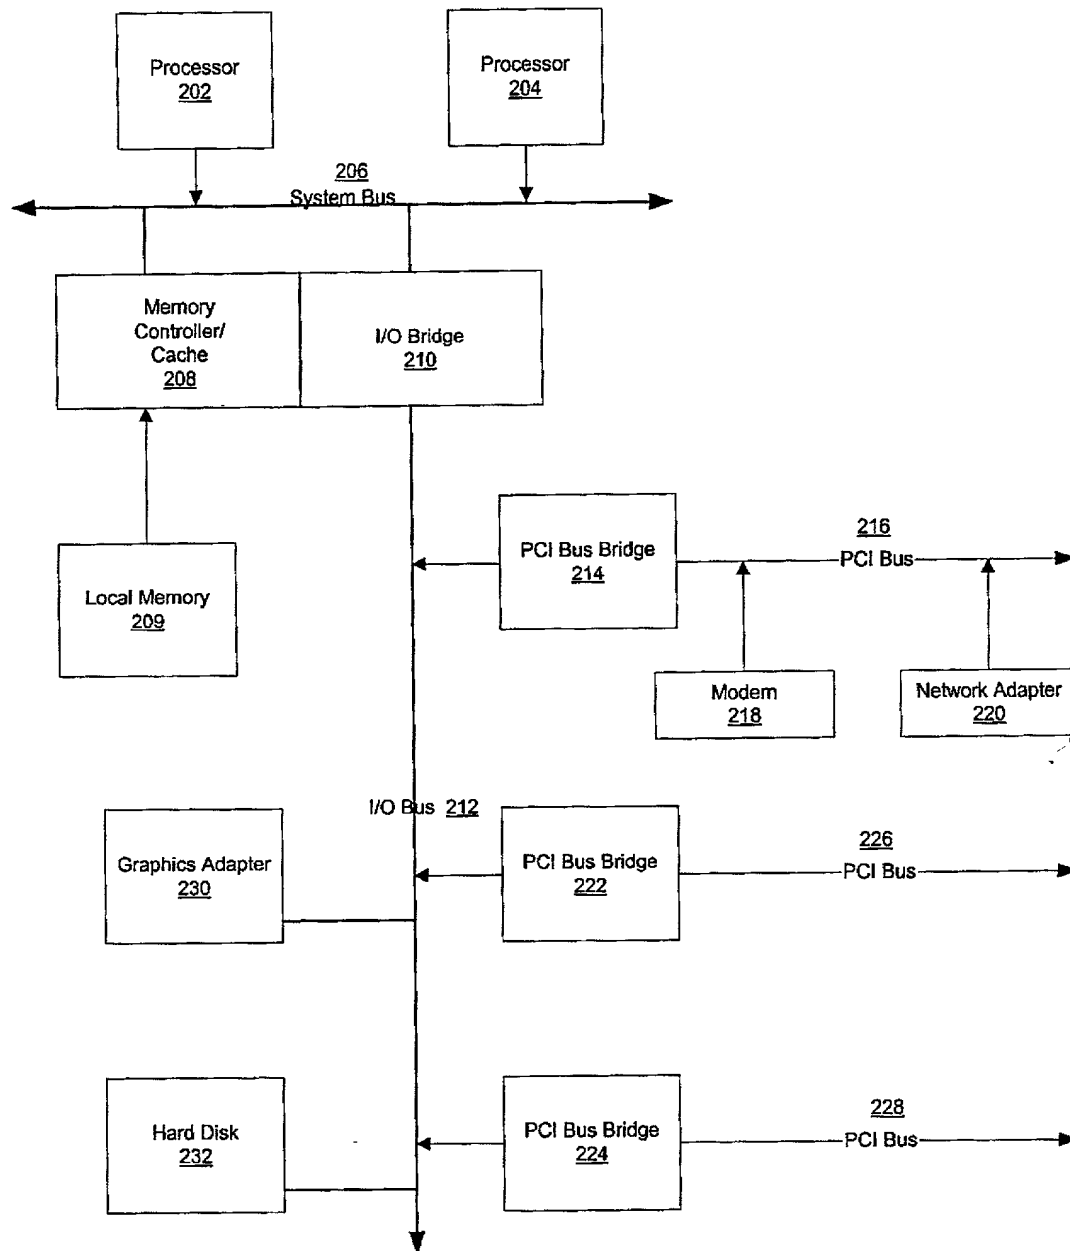 Processor
202
Processor
204
206
System Bus
Memory
Controller/
Cache
208
I/O Bridge
210
PCI Bus Bridge
214
216
PCI Bus
Local Memory
209
Modem
218
Network Adapter
220
I/O Bus 212
Graphics Adapter
230
PCI Bus Bridge
222
226
PCI Bus
Hard Disk
232
PCI Bus Bridge
224
228
PCI Bus